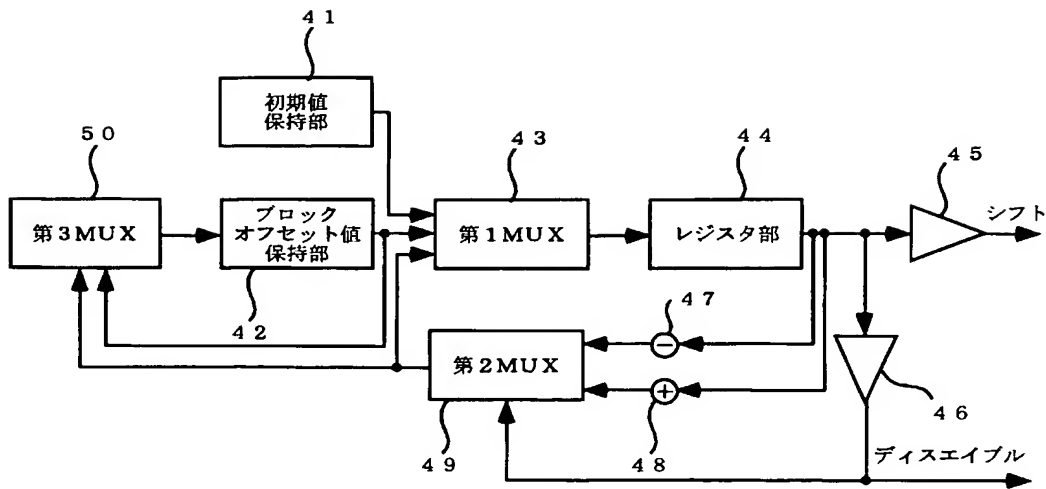 ４１
初期値
保持部
５０
４３
４４
４５
第３ＭＵＸ
ブロック
オフセット値
保持部
第１ＭＵＸ
レジスタ部
シフト
４２
４７
－
第２ＭＵＸ
＋
４６
４９
４８
ディスエイブル